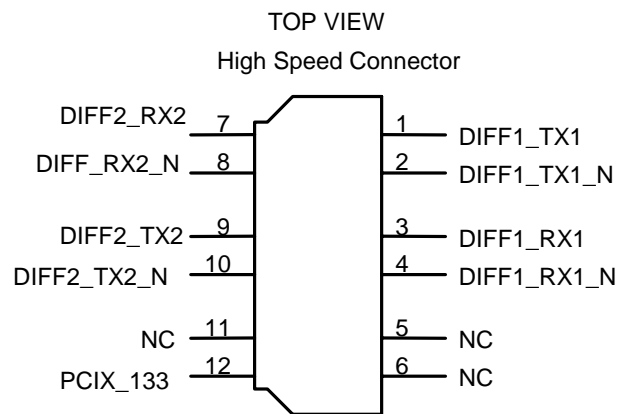 TOP VIEW
High Speed Connector
DIFF2_RX2 7 1 DIFF1_TX1
DIFF_RX2_N 8 2 DIFF1_TX1_N
DIFF2_TX2 9 3 DIFF1_RX1
DIFF2_TX2_N 10 4 DIFF1_RX1_N
NC 11 5 NC
PCIX_133 12 6 NC